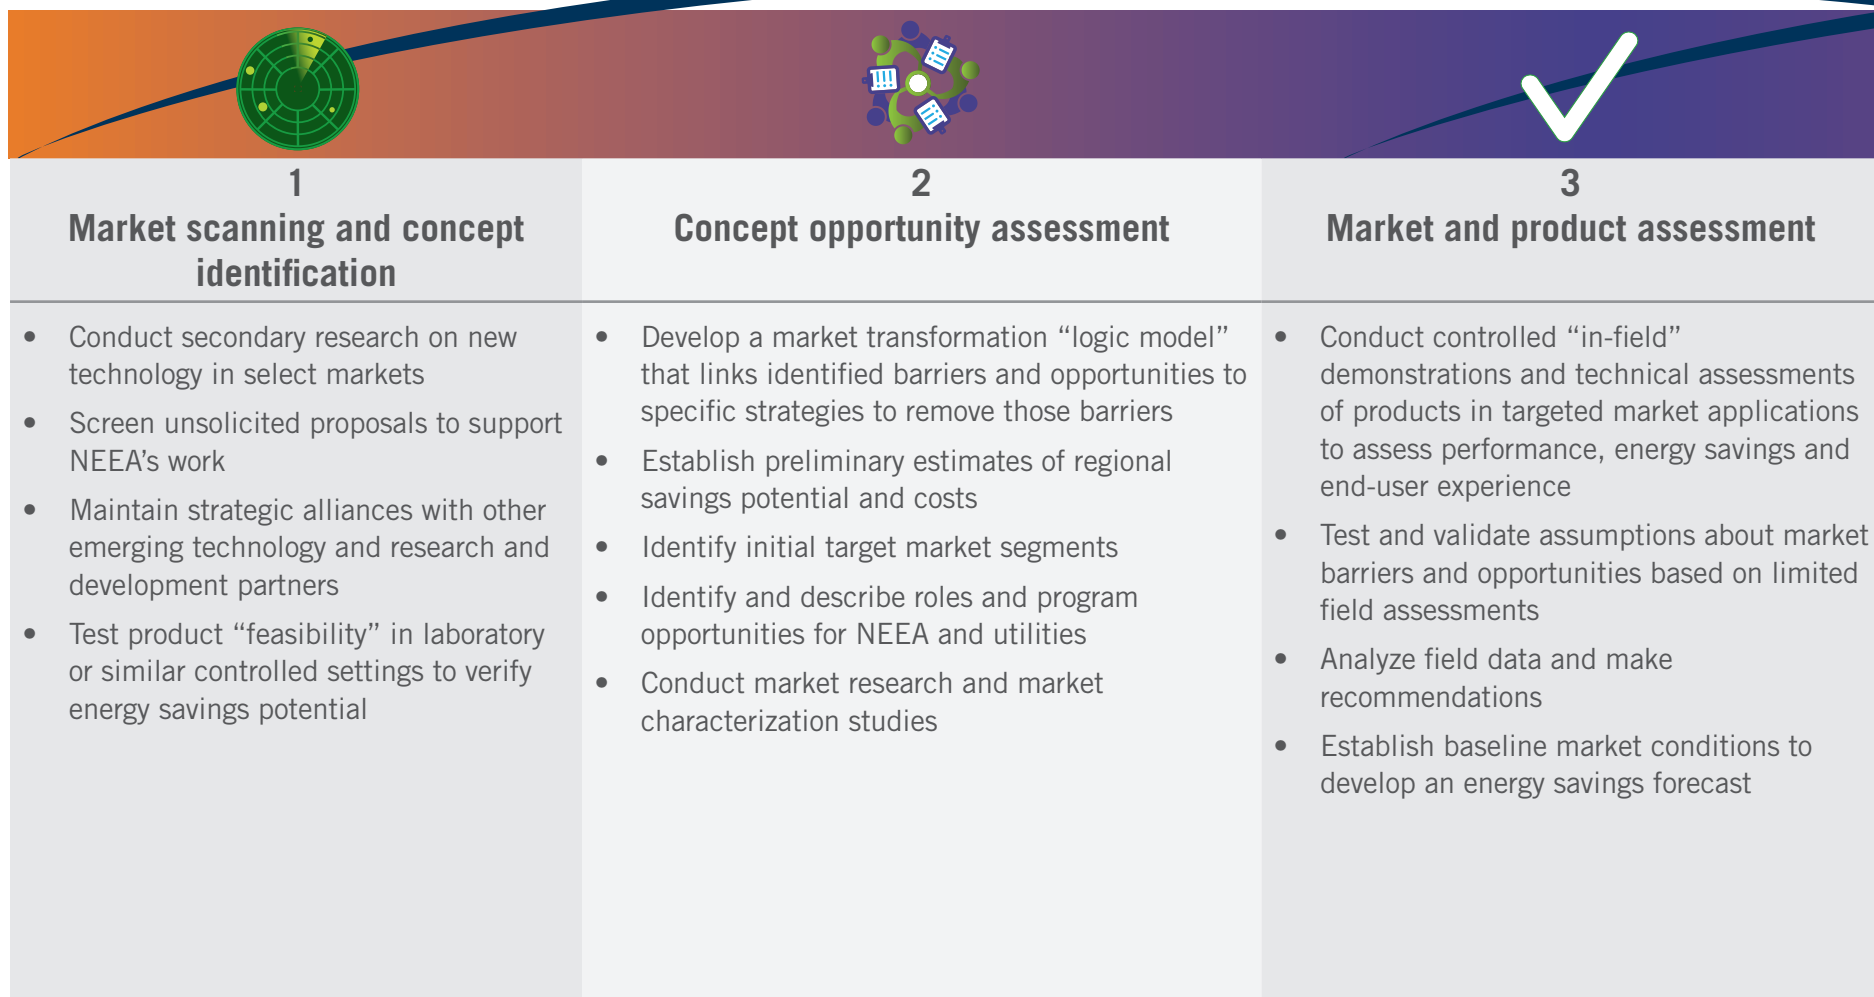 1
Market scanning and concept
identification
• Conduct secondary research on new
technology in select markets
• Screen unsolicited proposals to support
NEEA’s work
• Maintain strategic alliances with other
emerging technology and research and
development partners
• Test product “feasibility” in laboratory
or similar controlled settings to verify
energy savings potential
2
Concept opportunity assessment
• Develop a market transformation “logic model”
that links identified barriers and opportunities to
specific strategies to remove those barriers
• Establish preliminary estimates of regional
savings potential and costs
• Identify initial target market segments
• Identify and describe roles and program
opportunities for NEEA and utilities
• Conduct market research and market
characterization studies
3
Market and product assessment
• Conduct controlled “in-field”
demonstrations and technical assessments
of products in targeted market applications
to assess performance, energy savings and
end-user experience
• Test and validate assumptions about market
barriers and opportunities based on limited
field assessments
• Analyze field data and make
recommendations
• Establish baseline market conditions to
develop an energy savings forecast